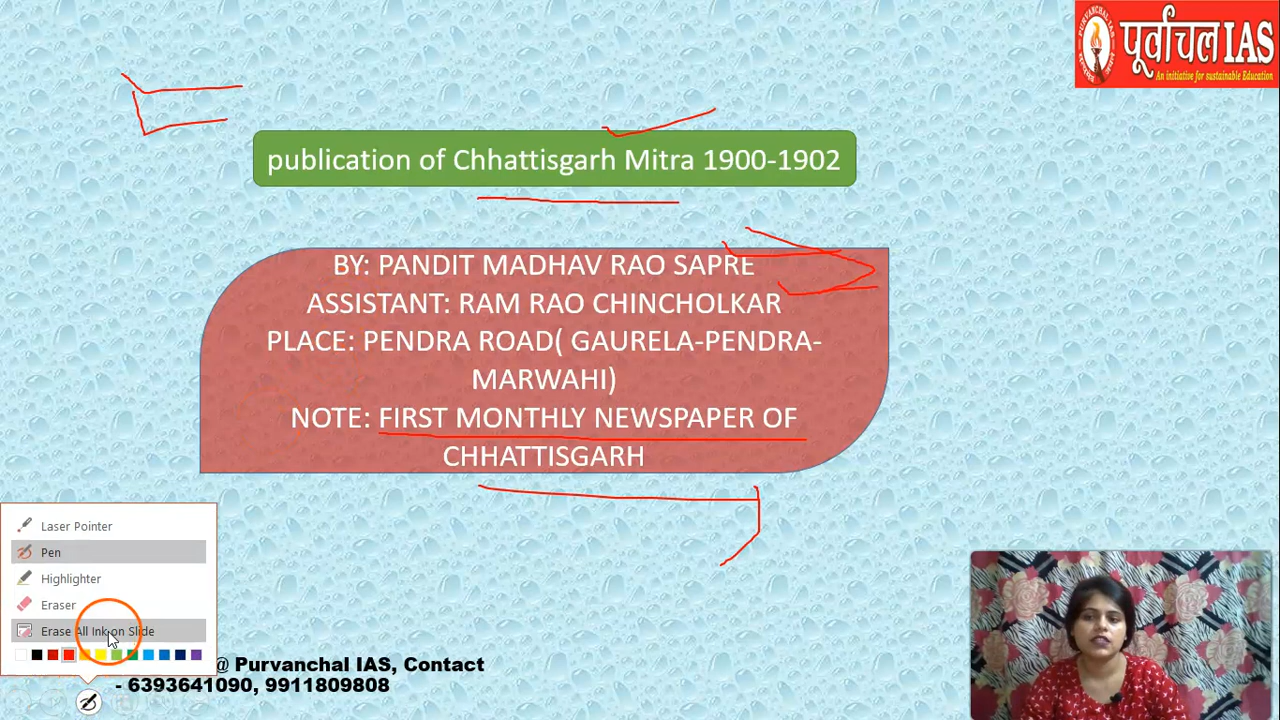 पूर्वांचल IAS
An initiative for sustainable Education
publication of Chhattisgarh Mitra 1900-1902
BY: PANDIT MADHAV RAO SAPRE
ASSISTANT: RAM RAO CHINCHOLKAR
PLACE: PENDRA ROAD( GAURELA-PENDRA-
MARWAHI)
NOTE: FIRST MONTHLY NEWSPAPER OF
CHHATTISGARH
Laser Pointer
Pen
Highlighter
Eraser
Erase All Ink on Slide
@ Purvanchal IAS, Contact
- 6393641090, 9911809808